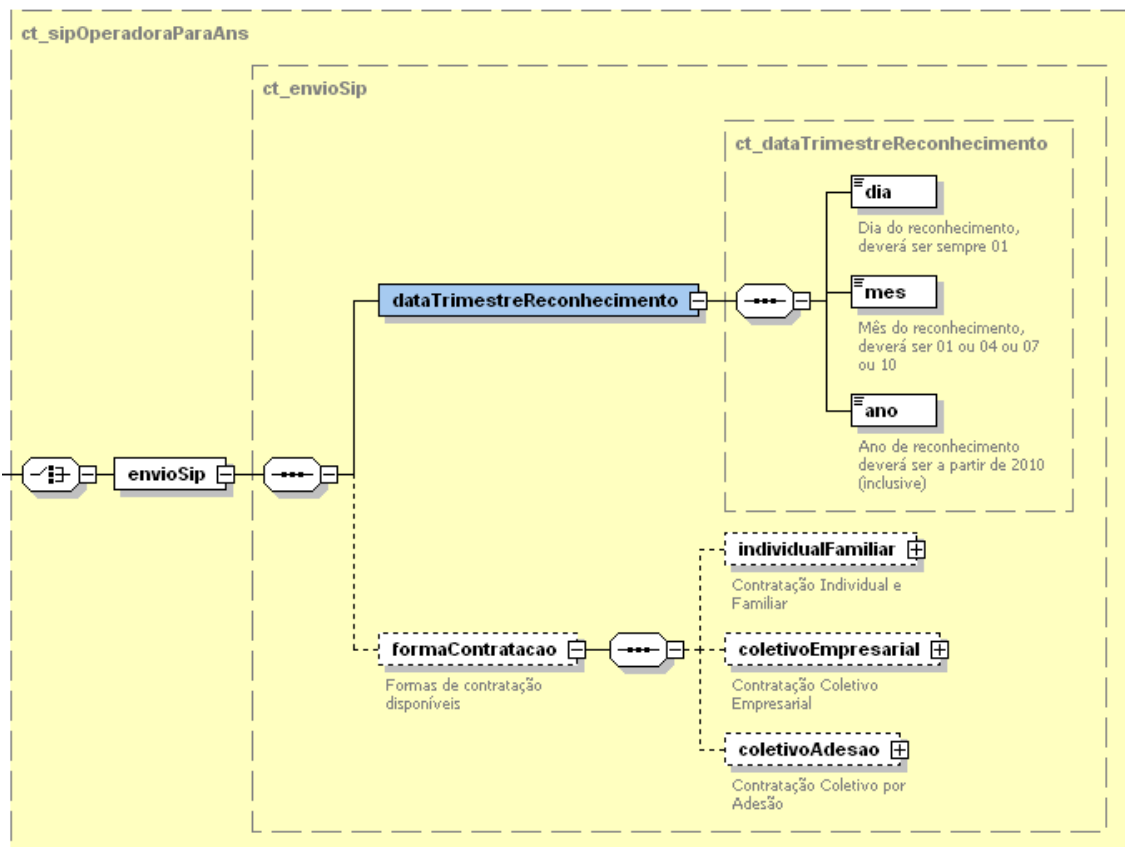 ct_sipOperadoraParaAns
ct_envioSip
ct_dataTrimestreReconhecimento
dia
Dia do reconhecimento,
deverá ser sempre 01
dataTrimestreReconhecimento
mes
Mês do reconhecimento,
deverá ser 01 ou 04 ou 07
ou 10
ano
Ano de reconhecimento
deverá ser a partir de 2010
(inclusive)
envioSip
individualFamiliar
Contratação Individual e
Familiar
formaContratacao
Formas de contratação
disponíveis
coletivoEmpresarial
Contratação Coletivo
Empresarial
coletivoAdesao
Contratação Coletivo por
Adesão